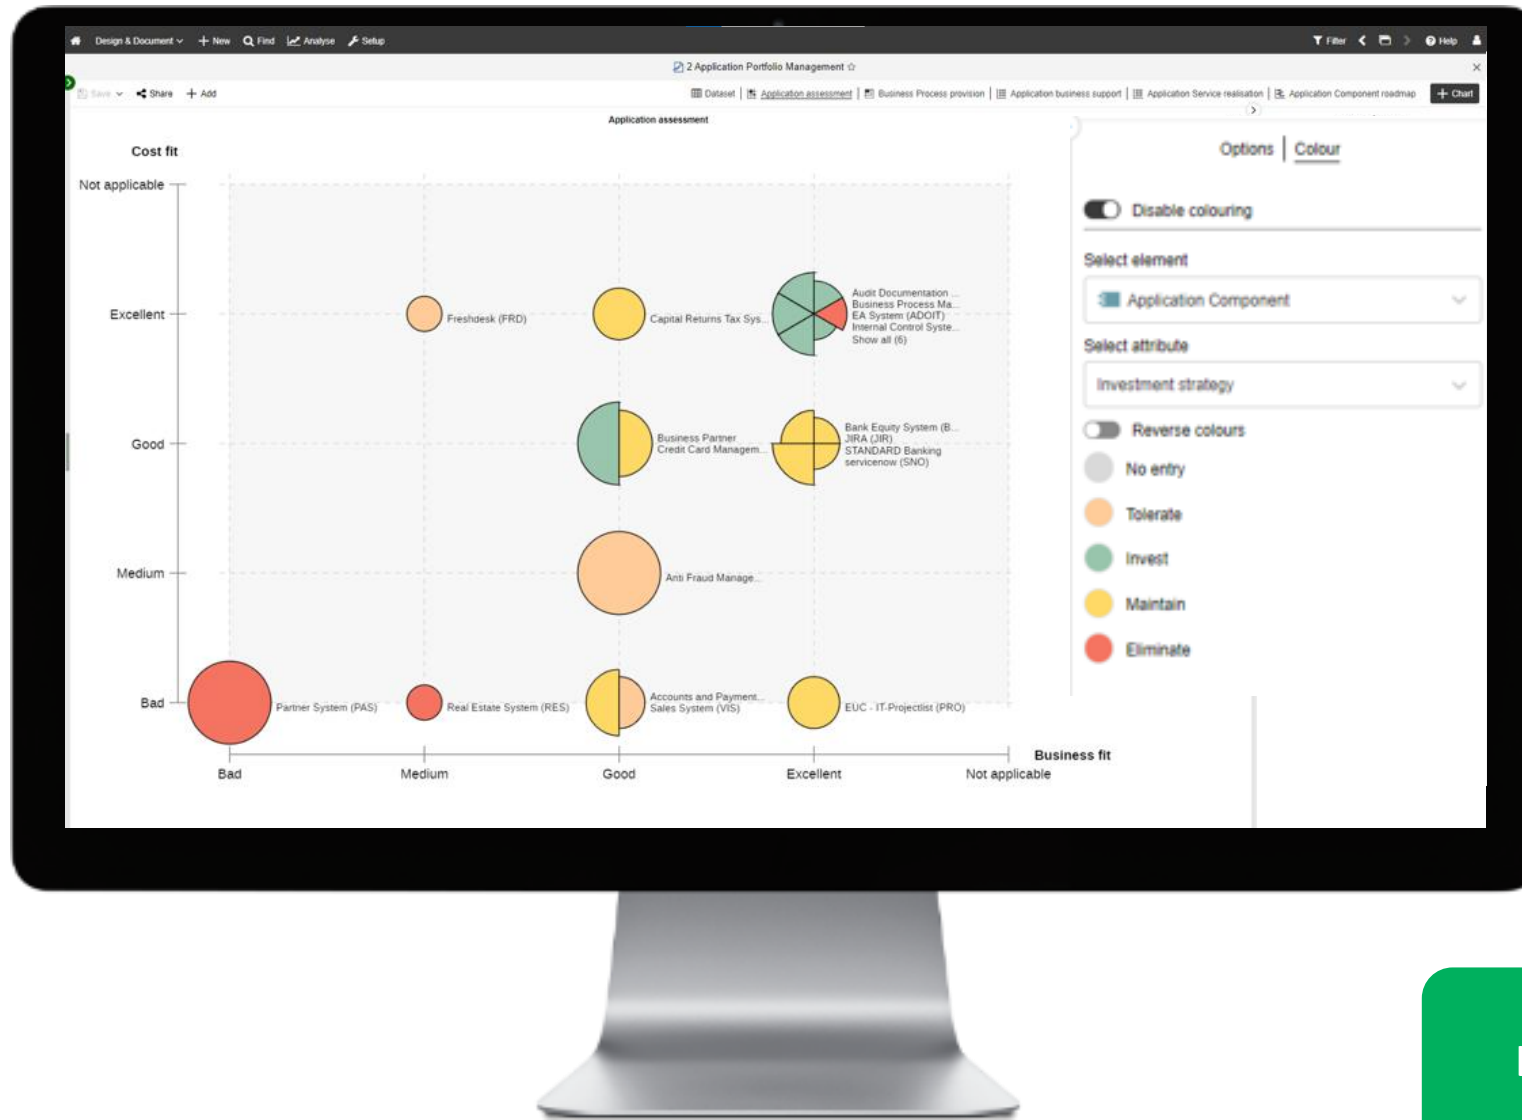 Design & Document
New
Find
Analyse
Setup
Filter
Help
2 Application Portfolio Management
Save
Share
Add
Dataset
Application assessment
Business Process provision
Application business support
Application Service realisation
Application Component roadmap
Chart
Application assessment
Options
Colour
Cost fit
Not applicable
Excellent
Good
Medium
Bad
Freshdesk (FRD)
Capital Returns Tax Sys...
Audit Documentation ...
Business Process Ma...
EA System (ADOIT)
Internal Control Syste...
Show all (6)
Business Partner
Credit Card Managem...
Bank Equity System (B...
JIRA (JIR)
STANDARD Banking
servicenow (SNO)
Anti Fraud Manage...
Partner System (PAS)
Real Estate System (RES)
Accounts and Payment...
Sales System (VIS)
EUC - IT-Projectlist (PRO)
Business fit
Bad
Medium
Good
Excellent
Not applicable
Disable colouring
Select element
Application Component
Select attribute
Investment strategy
Reverse colours
No entry
Tolerate
Invest
Maintain
Eliminate